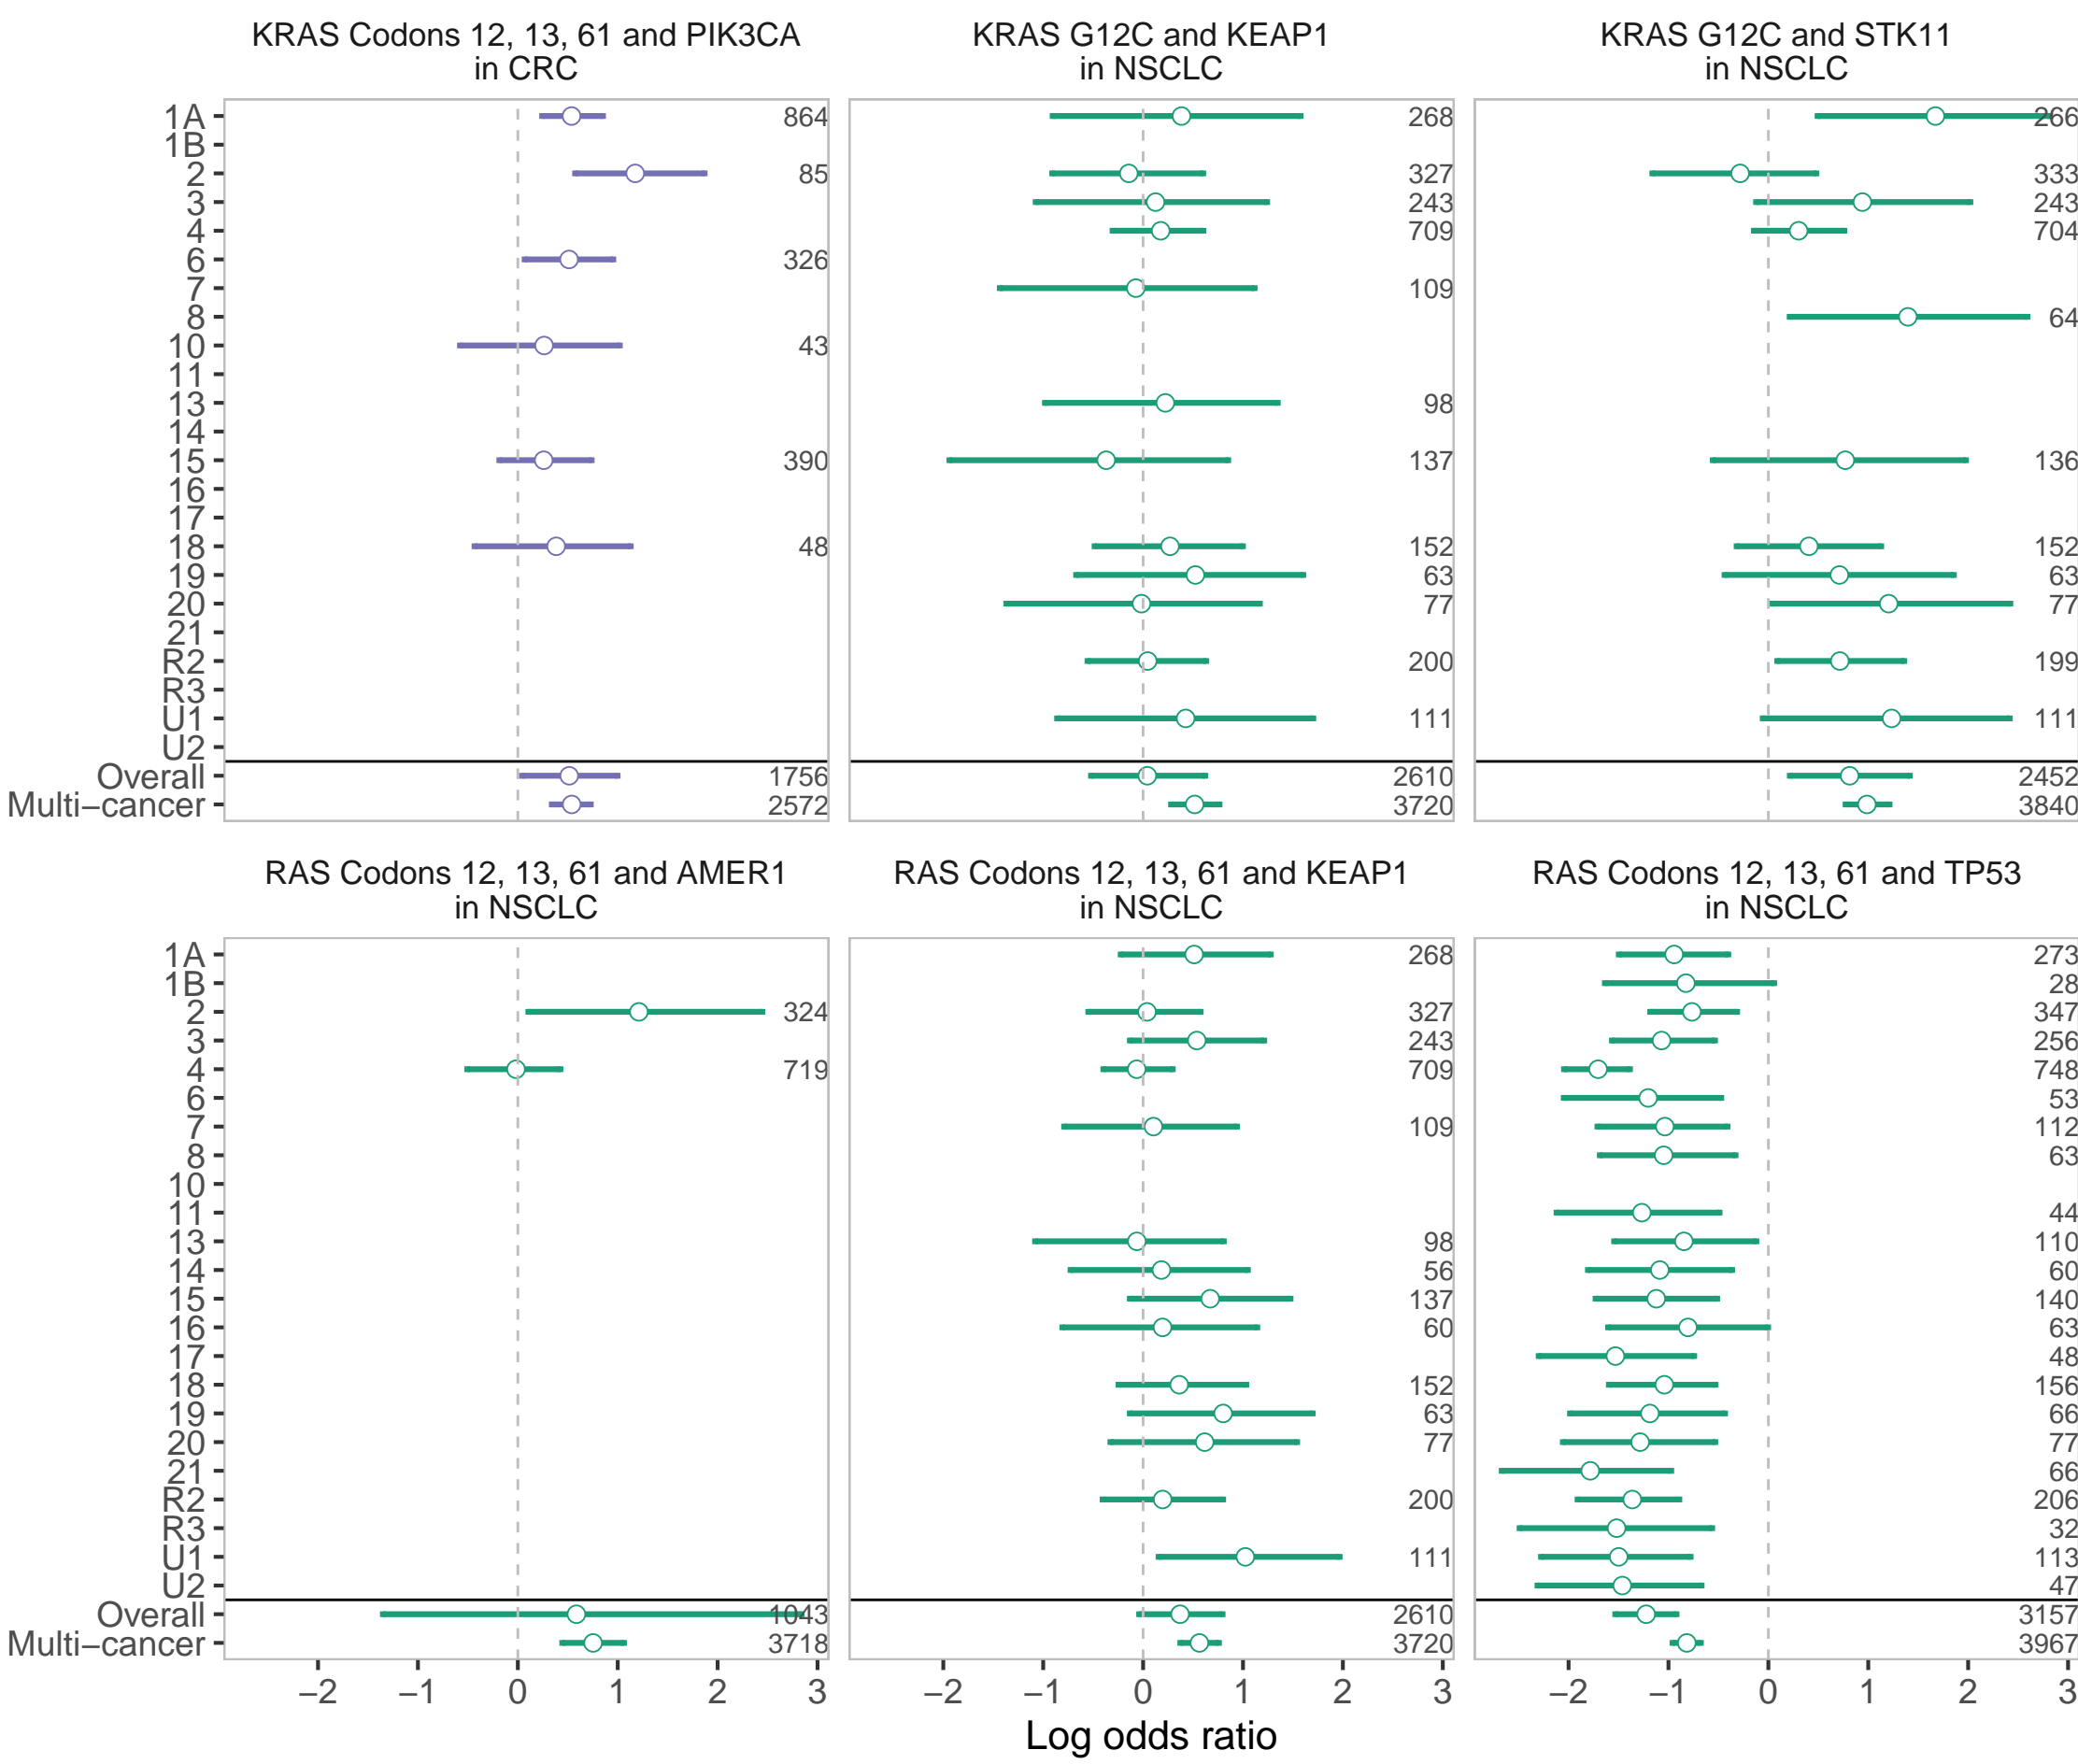 KRAS Codons 12, 13, 61 and PIK3CA
in CRC
KRAS G12C and KEAP1
in NSCLC
KRAS G12C and STK11
in NSCLC
1A 864 268 266
1B
2 85 327 333
3 243 243
4 709 704
6 326
7 109
8 64
10 43
11
13 98
14
15 390 137 136
16
17
18 48 152 152
19 63 63
20 77 77
21
R2 200 199
R3
U1 111 111
U2
Overall 1756 2610 2452
Multi−cancer 2572 3720 3840
RAS Codons 12, 13, 61 and AMER1
in NSCLC
RAS Codons 12, 13, 61 and KEAP1
in NSCLC
RAS Codons 12, 13, 61 and TP53
in NSCLC
1A 268 273
1B 28
2 324 327 347
3 243 256
4 719 709 748
6 53
7 109 112
8 63
10
11 44
13 98 110
14 56 60
15 137 140
16 60 63
17 48
18 152 156
19 63 66
20 77 77
21 66
R2 200 206
R3 32
U1 111 113
U2 47
Overall 1043 2610 3157
Multi−cancer 3718 3720 3967
−2 −1 0 1 2 3 −2 −1 0 1 2 3 −2 −1 0 1 2 3
Log odds ratio